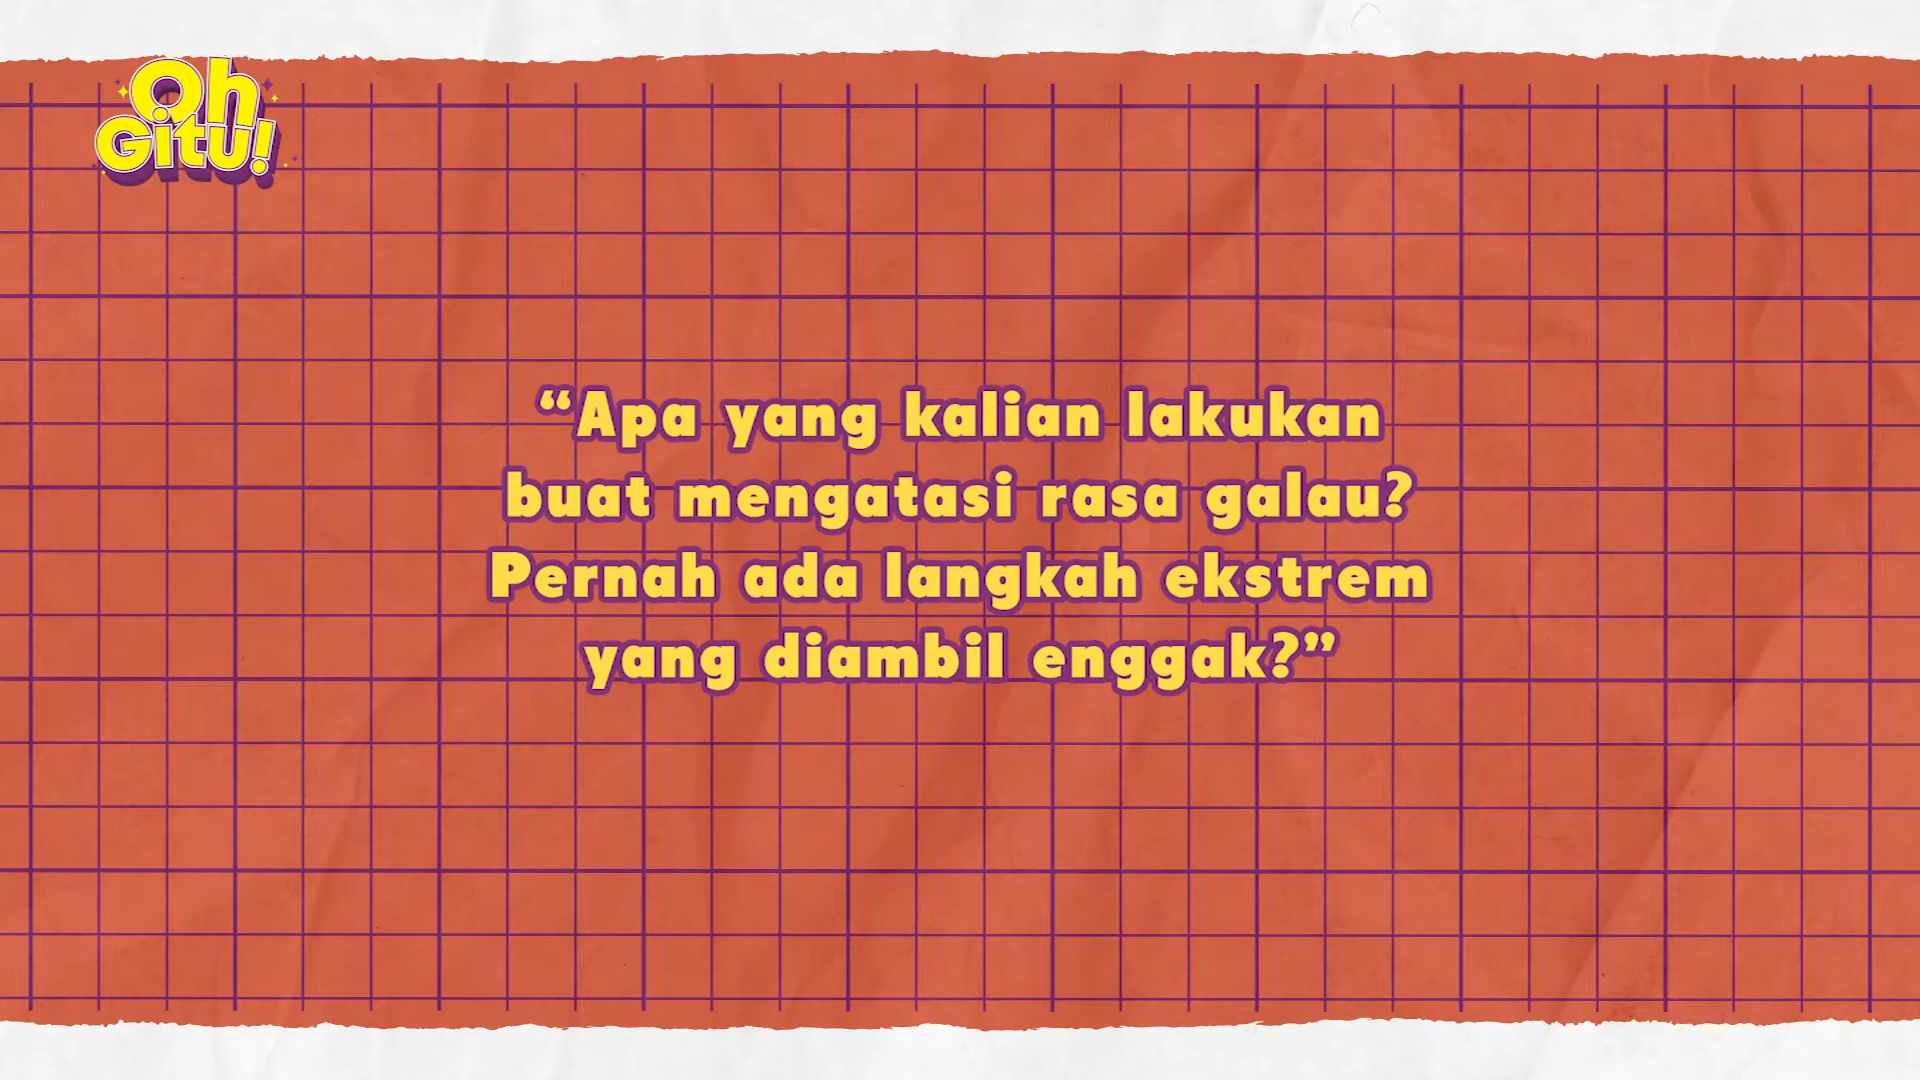 Oh
Gitu!
“Apa yang kalian lakukan
buat mengatasi rasa galau?
Pernah ada langkah ekstrem
yang diambil enggak?”